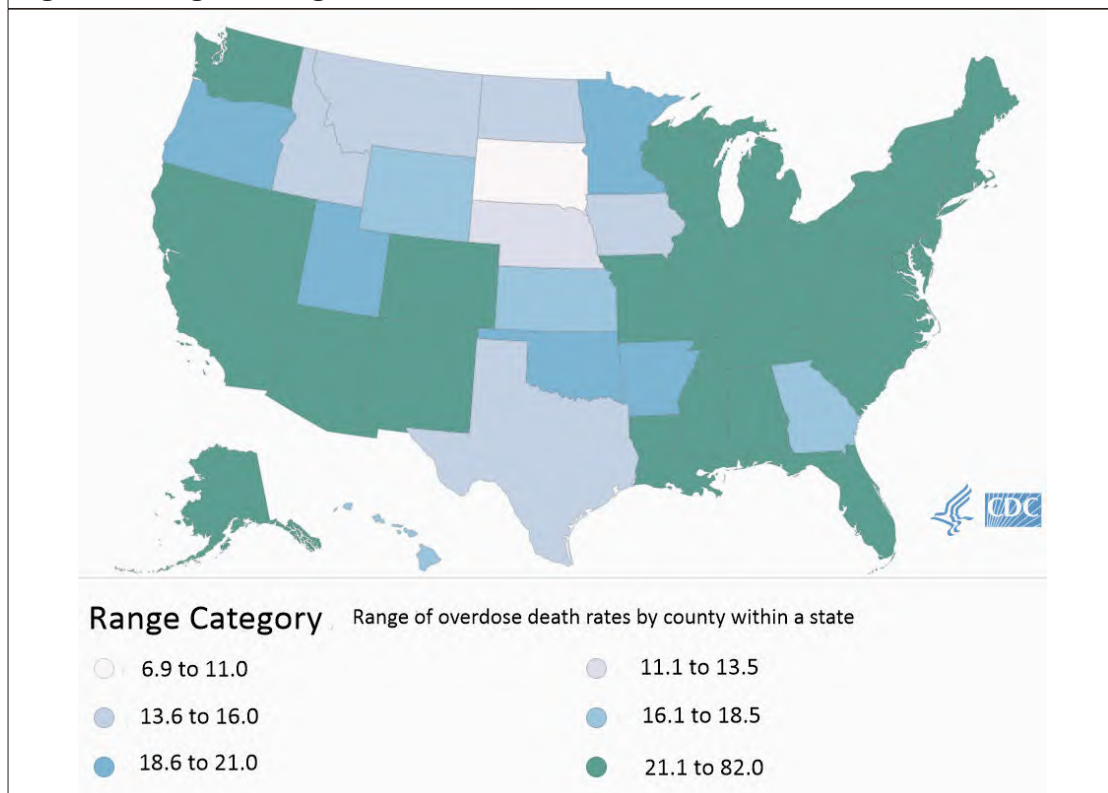 CDC
Range Category Range of overdose death rates by county within a state
6.9 to 11.0 11.1 to 13.5
13.6 to 16.0 16.1 to 18.5
18.6 to 21.0 21.1 to 82.0